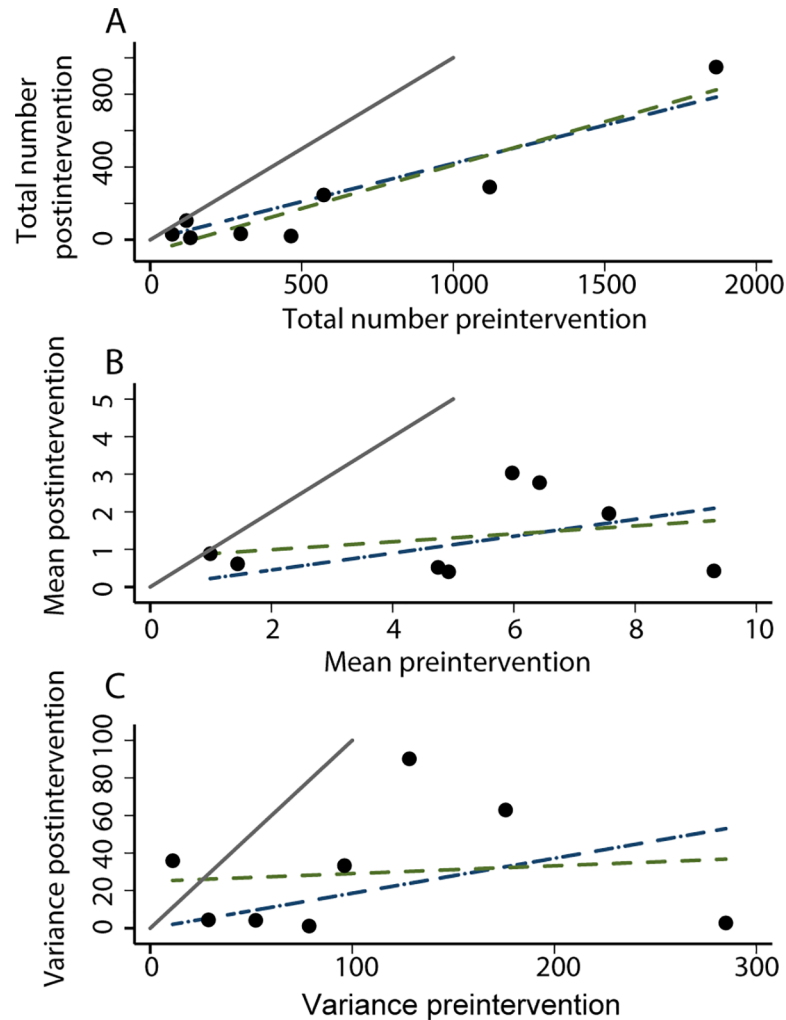 A
Total number
postintervention
800
400
0
0 500 1000 1500 2000
Total number preintervention
B
Mean postintervention
5
4
3
2
1
0
0 2 4 6 8 10
Mean preintervention
C
Variance postintervention
100
80
60
40
20
0
0 100 200 300
Variance preintervention